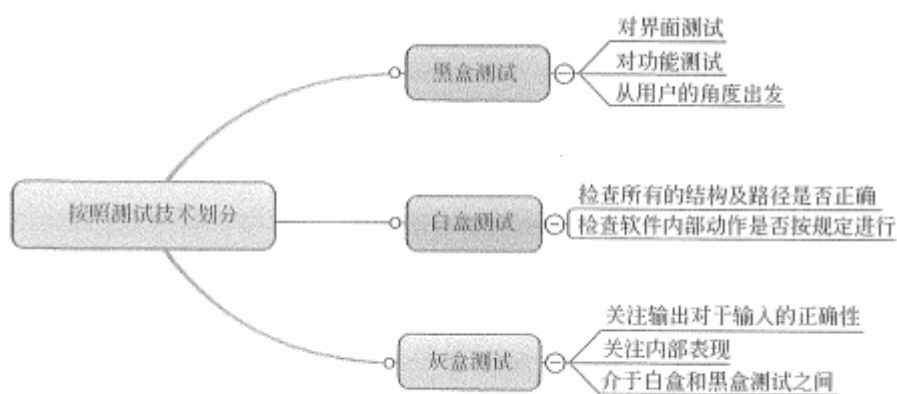 按照测试技术划分
黑盒测试
对界面测试
对功能测试
从用户的角度出发
白盒测试
检查所有的结构及路径是否正确
检查软件内部动作是否按规定进行
灰盒测试
关注输出对于输入的正确性
关注内部表现
介于白盒和黑盒测试之间